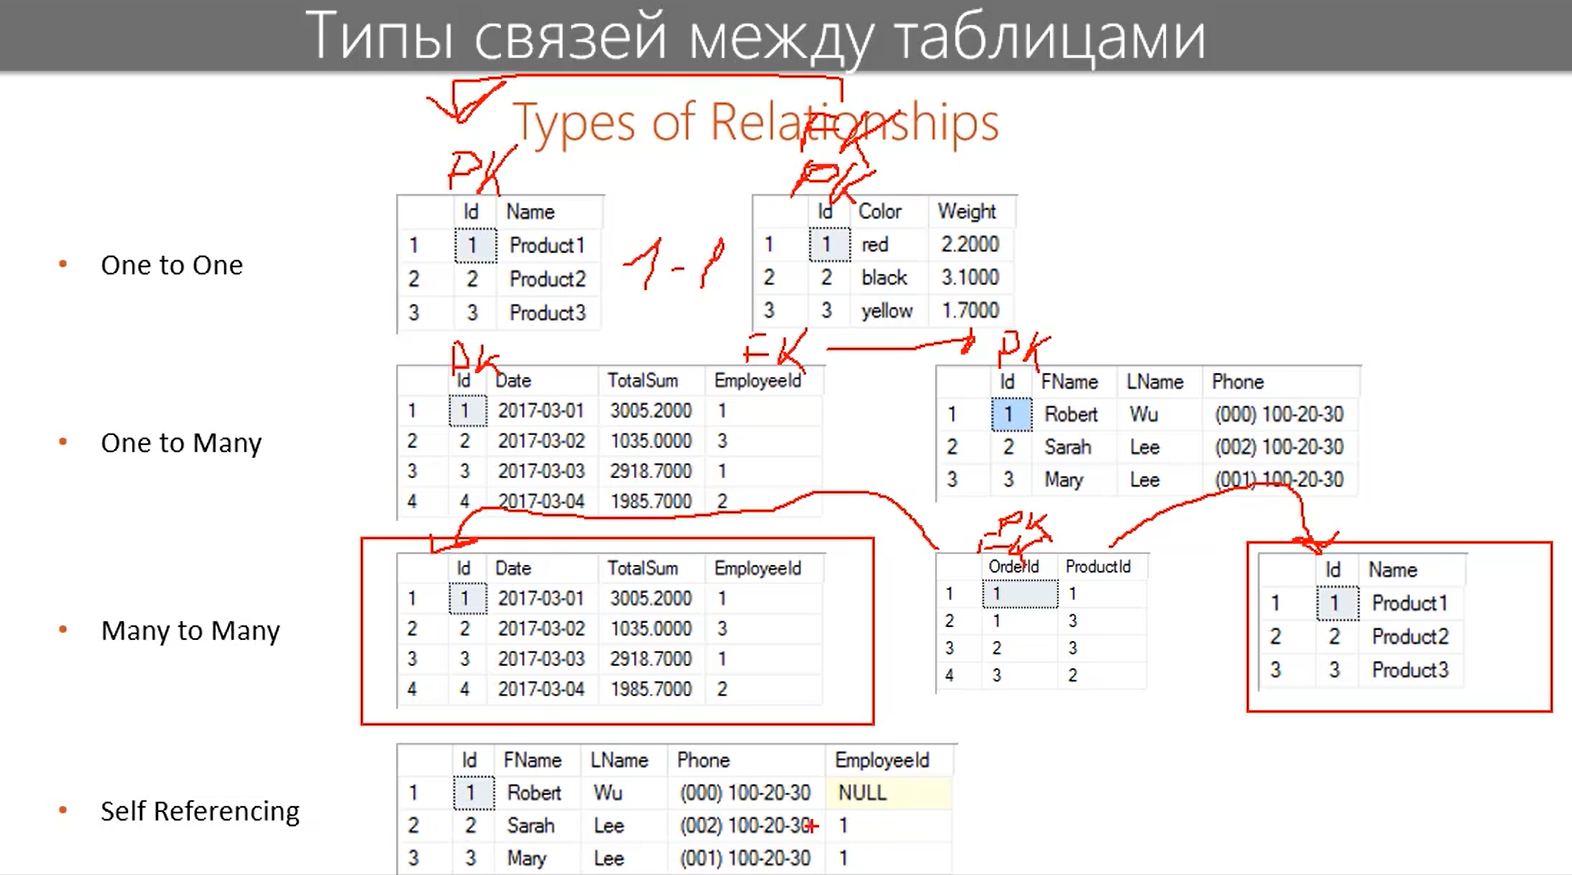 Типы связей между таблицами
Types of Relationships
FK
PK PK
Id Name
1 1 Product1
2 2 Product2
3 3 Product3
1-1
Id Color Weight
1 1 red 2.2000
2 2 black 3.1000
3 3 yellow 1.7000
• One to One
PK FK PK
Id Date TotalSum EmployeeId
1 1 2017-03-01 3005.2000 1
2 2 2017-03-02 1035.0000 3
3 3 2017-03-03 2918.7000 1
4 4 2017-03-04 1985.7000 2
Id FName LName Phone
1 1 Robert Wu (000) 100-20-30
2 2 Sarah Lee (002) 100-20-30
3 3 Mary Lee (001) 100-20-30
• One to Many
Id Date TotalSum EmployeeId
1 1 2017-03-01 3005.2000 1
2 2 2017-03-02 1035.0000 3
3 3 2017-03-03 2918.7000 1
4 4 2017-03-04 1985.7000 2
OrderId ProductId
1 1 1
2 1 3
3 2 3
4 3 2
Id Name
1 1 Product1
2 2 Product2
3 3 Product3
• Many to Many
Id FName LName Phone EmployeeId
1 1 Robert Wu (000) 100-20-30 NULL
2 2 Sarah Lee (002) 100-20-30 1
3 3 Mary Lee (001) 100-20-30 1
• Self Referencing